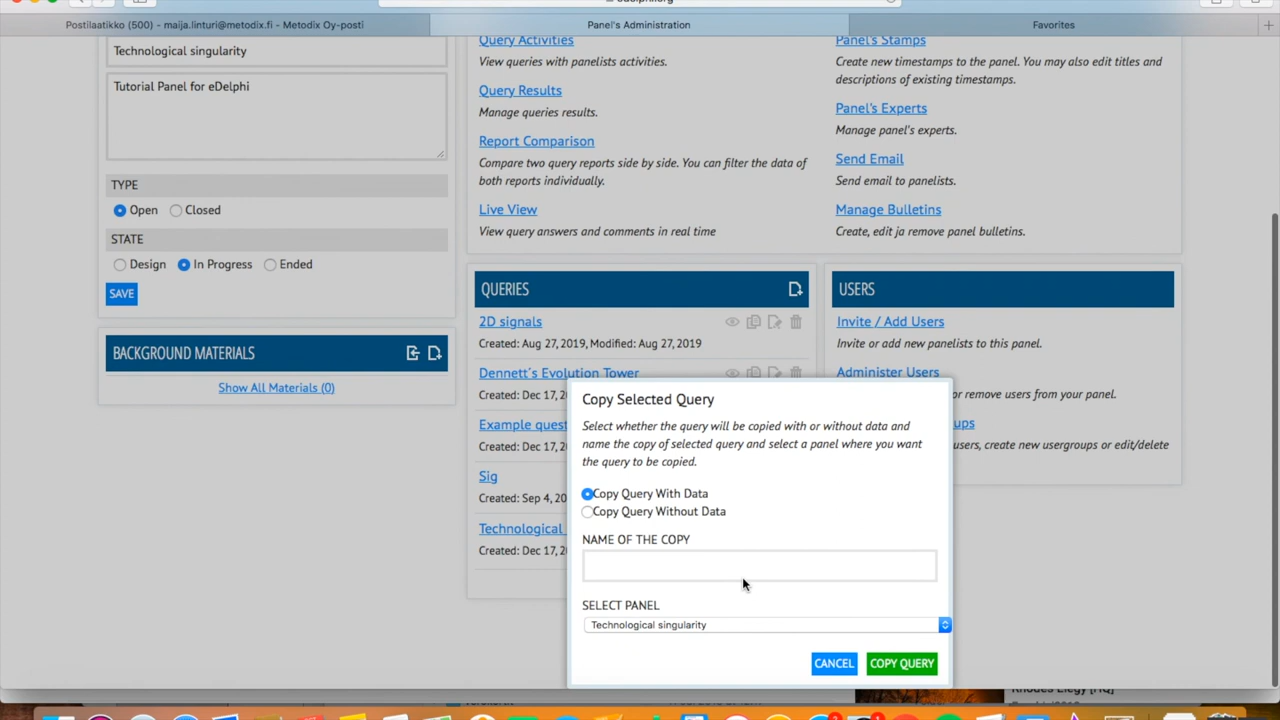 Postilaatikko (500) - maija.linturi@metodix.fi - Metodix Oy-posti
Panel's Administration
Favorites
Technological singularity
Tutorial Panel for eDelphi
TYPE
Open
Closed
STATE
Design
In Progress
Ended
SAVE
BACKGROUND MATERIALS
Show All Materials (0)
Query Activities
View queries with panelists activities.
Query Results
Manage queries results.
Report Comparison
Compare two query reports side by side. You can filter the data of
both reports individually.
Live View
View query answers and comments in real time
Panel's Stamps
Create new timestamps to the panel. You may also edit titles and
descriptions of existing timestamps.
Panel's Experts
Manage panel's experts.
Send Email
Send email to panelists.
Manage Bulletins
Create, edit ja remove panel bulletins.
QUERIES
2D signals
Created: Aug 27, 2019, Modified: Aug 27, 2019
Dennett's Evolution Tower
Created: Dec 17, 2
Example quest
Created: Dec 17, 2
Sig
Created: Sep 4, 20
Technological
Created: Dec 17, 2
USERS
Invite / Add Users
Invite or add new panelists to this panel.
Administer Users
or remove users from your panel.
ups
users, create new usergroups or edit/delete
Copy Selected Query
Select whether the query will be copied with or without data and
name the copy of selected query and select a panel where you want
the query to be copied.
Copy Query With Data
Copy Query Without Data
NAME OF THE COPY
SELECT PANEL
Technological singularity
CANCEL
COPY QUERY